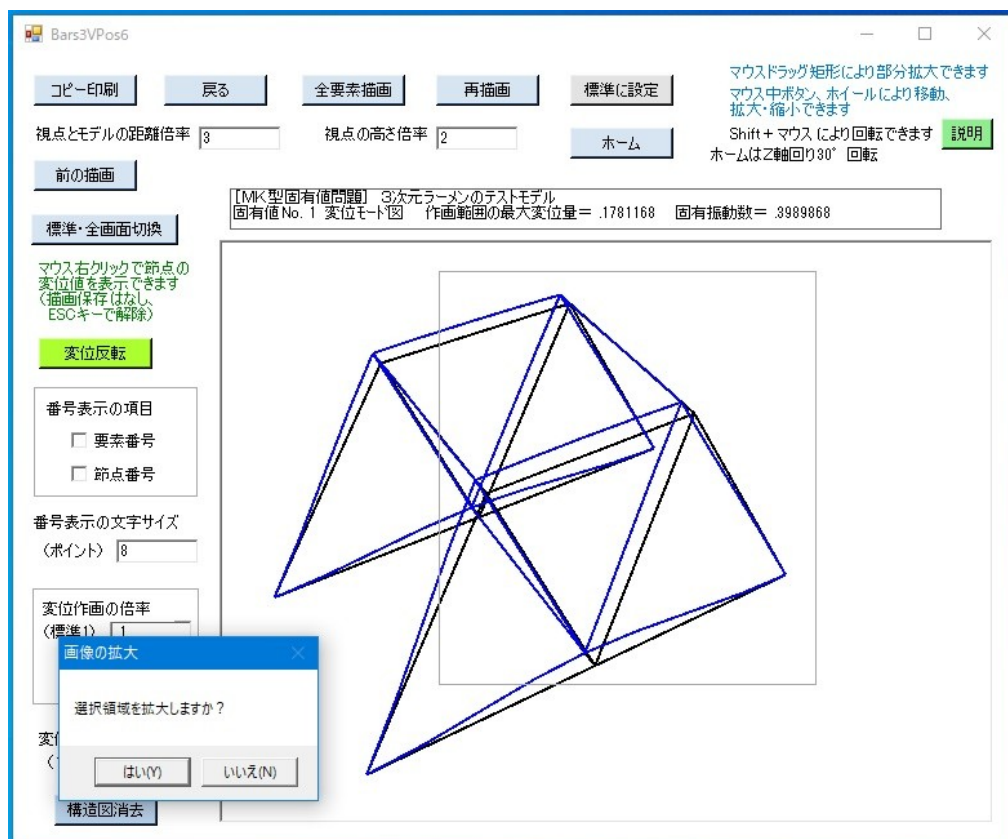 Bars3VPos6
コピー印刷
戻る
全要素描画
再描画
標準に設定
マウスドラッグ矩形により部分拡大できます
マウス中ボタン、ホイールにより移動、
拡大・縮小できます
視点とモデルの距離倍率 3
視点の高さ倍率 2
ホーム
Shift+マウス により回転できます
ホームはZ軸回り30° 回転
説明
前の描画
[MK型固有値問題] 3次元ラーメンのテストモデル
固有値No. 1 変位モード図 作画範囲の最大変位量= .1781168 固有振動数= .3989868
標準・全画面切換
マウス右クリックで節点の
変位値を表示できます
(描画保存はなし、
ESCキーで解除)
変位反転
番号表示の項目
要素番号
節点番号
番号表示の文字サイズ
(ポイント) 8
変位作画の倍率
(標準1) 1
画像の拡大
選択領域を拡大しますか?
はい(Y)
いいえ(N)
構造図消去